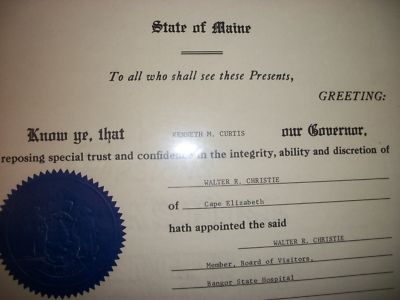 State of Maine
To all who shall see these Presents,
GREETING:
Know ye, that KENNETH M. CURTIS our Governor,
reposing special trust and confidence in the integrity, ability and discretion of
WALTER R. CHRISTIE
of Cape Elizabeth
hath appointed the said
WALTER R. CHRISTIE
Member, Board of Visitors,
Bangor State Hospital